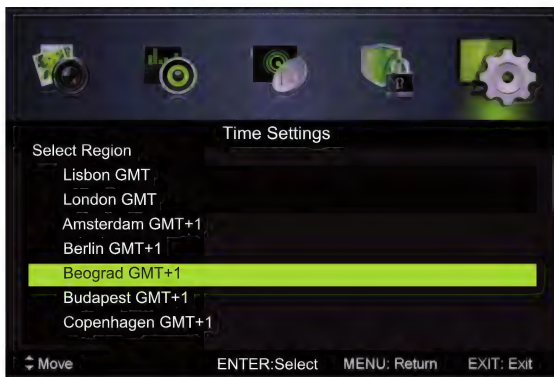 Time Settings
Select Region
Lisbon GMT
London GMT
Amsterdam GMT+1
Berlin GMT+1
Beograd GMT+1
Budapest GMT+1
Copenhagen GMT+1
Move ENTER:Select MENU: Return EXIT: Exit